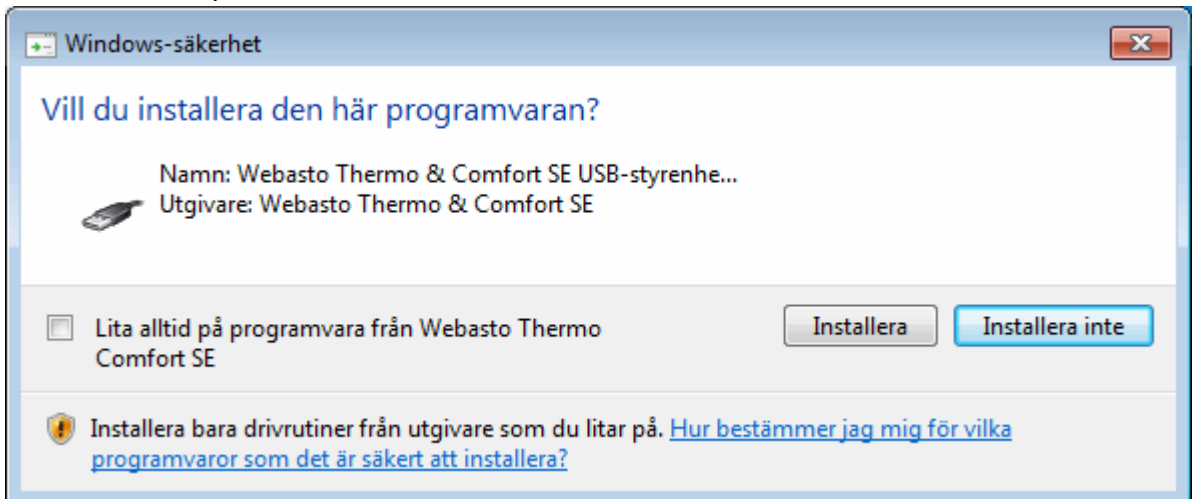 Windows-säkerhet
Vill du installera den här programvaran?
Namn: Webasto Thermo & Comfort SE USB-styrenhe...
Utgivare: Webasto Thermo & Comfort SE
Lita alltid på programvara från Webasto Thermo
Comfort SE
Installera
Installera inte
Installera bara drivrutiner från utgivare som du litar på. Hur bestämmer jag mig för vilka
programvaror som det är säkert att installera?